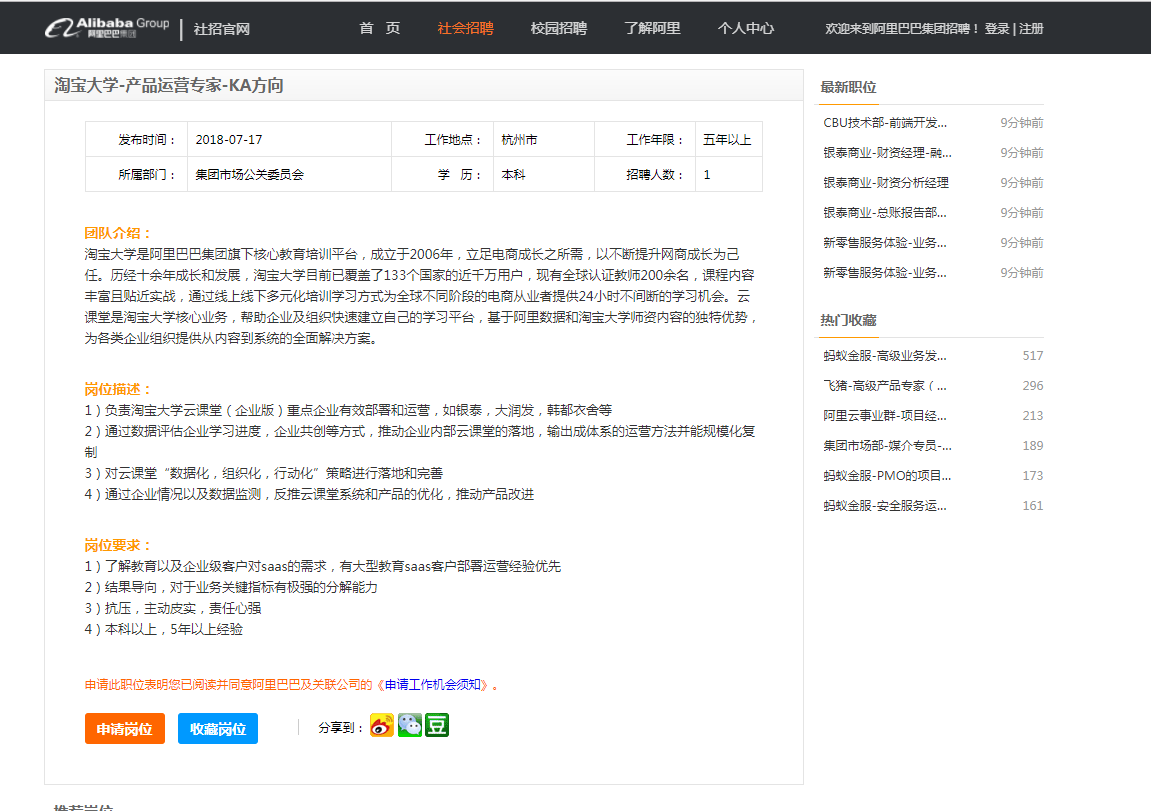 Alibaba Group
阿里巴巴集团
社招官网
首 页 社会招聘 校园招聘 了解阿里 个人中心
欢迎来到阿里巴巴集团招聘！ 登录 | 注册
淘宝大学-产品运营专家-KA方向
发布时间： 2018-07-17 工作地点： 杭州市 工作年限： 五年以上
所属部门： 集团市场公关委员会 学 历： 本科 招聘人数： 1
团队介绍：
淘宝大学是阿里巴巴集团旗下核心教育培训平台，成立于2006年，立足电商成长之所需，以不断提升网商成长为己
任。历经十余年成长和发展，淘宝大学目前已覆盖了133个国家的近千万用户，现有全球认证教师200余名，课程内容
丰富且贴近实战，通过线上线下多元化培训学习方式为全球不同阶段的电商从业者提供24小时不间断的学习机会。云
课堂是淘宝大学核心业务，帮助企业及组织快速建立自己的学习平台，基于阿里数据和淘宝大学师资内容的独特优势，
为各类企业组织提供从内容到系统的全面解决方案。
岗位描述：
1）负责淘宝大学云课堂（企业版）重点企业有效部署和运营，如银泰，大润发，韩都衣舍等
2）通过数据评估企业学习进度，企业共创等方式，推动企业内部云课堂的落地，输出成体系的运营方法并能规模化复
制
3）对云课堂“数据化，组织化，行动化”策略进行落地和完善
4）通过企业情况以及数据监测，反推云课堂系统和产品的优化，推动产品改进
岗位要求：
1）了解教育以及企业级客户对saas的需求，有大型教育saas客户部署运营经验优先
2）结果导向，对于业务关键指标有极强的分解能力
3）抗压，主动皮实，责任心强
4）本科以上，5年以上经验
申请此职位表明您已阅读并同意阿里巴巴及关联公司的《申请工作机会须知》。
申请岗位 收藏岗位 分享到： 豆
最新职位
CBU技术部-前端开发... 9分钟前
银泰商业-财资经理-融... 9分钟前
银泰商业-财资分析经理 9分钟前
银泰商业-总账报告部... 9分钟前
新零售服务体验-业务... 9分钟前
新零售服务体验-业务... 9分钟前
热门收藏
蚂蚁金服-高级业务发... 517
飞猪-高级产品专家（... 296
阿里云事业群-项目经... 213
集团市场部-媒介专员-... 189
蚂蚁金服-PMO的项目... 173
蚂蚁金服-安全服务运... 161
推荐岗位